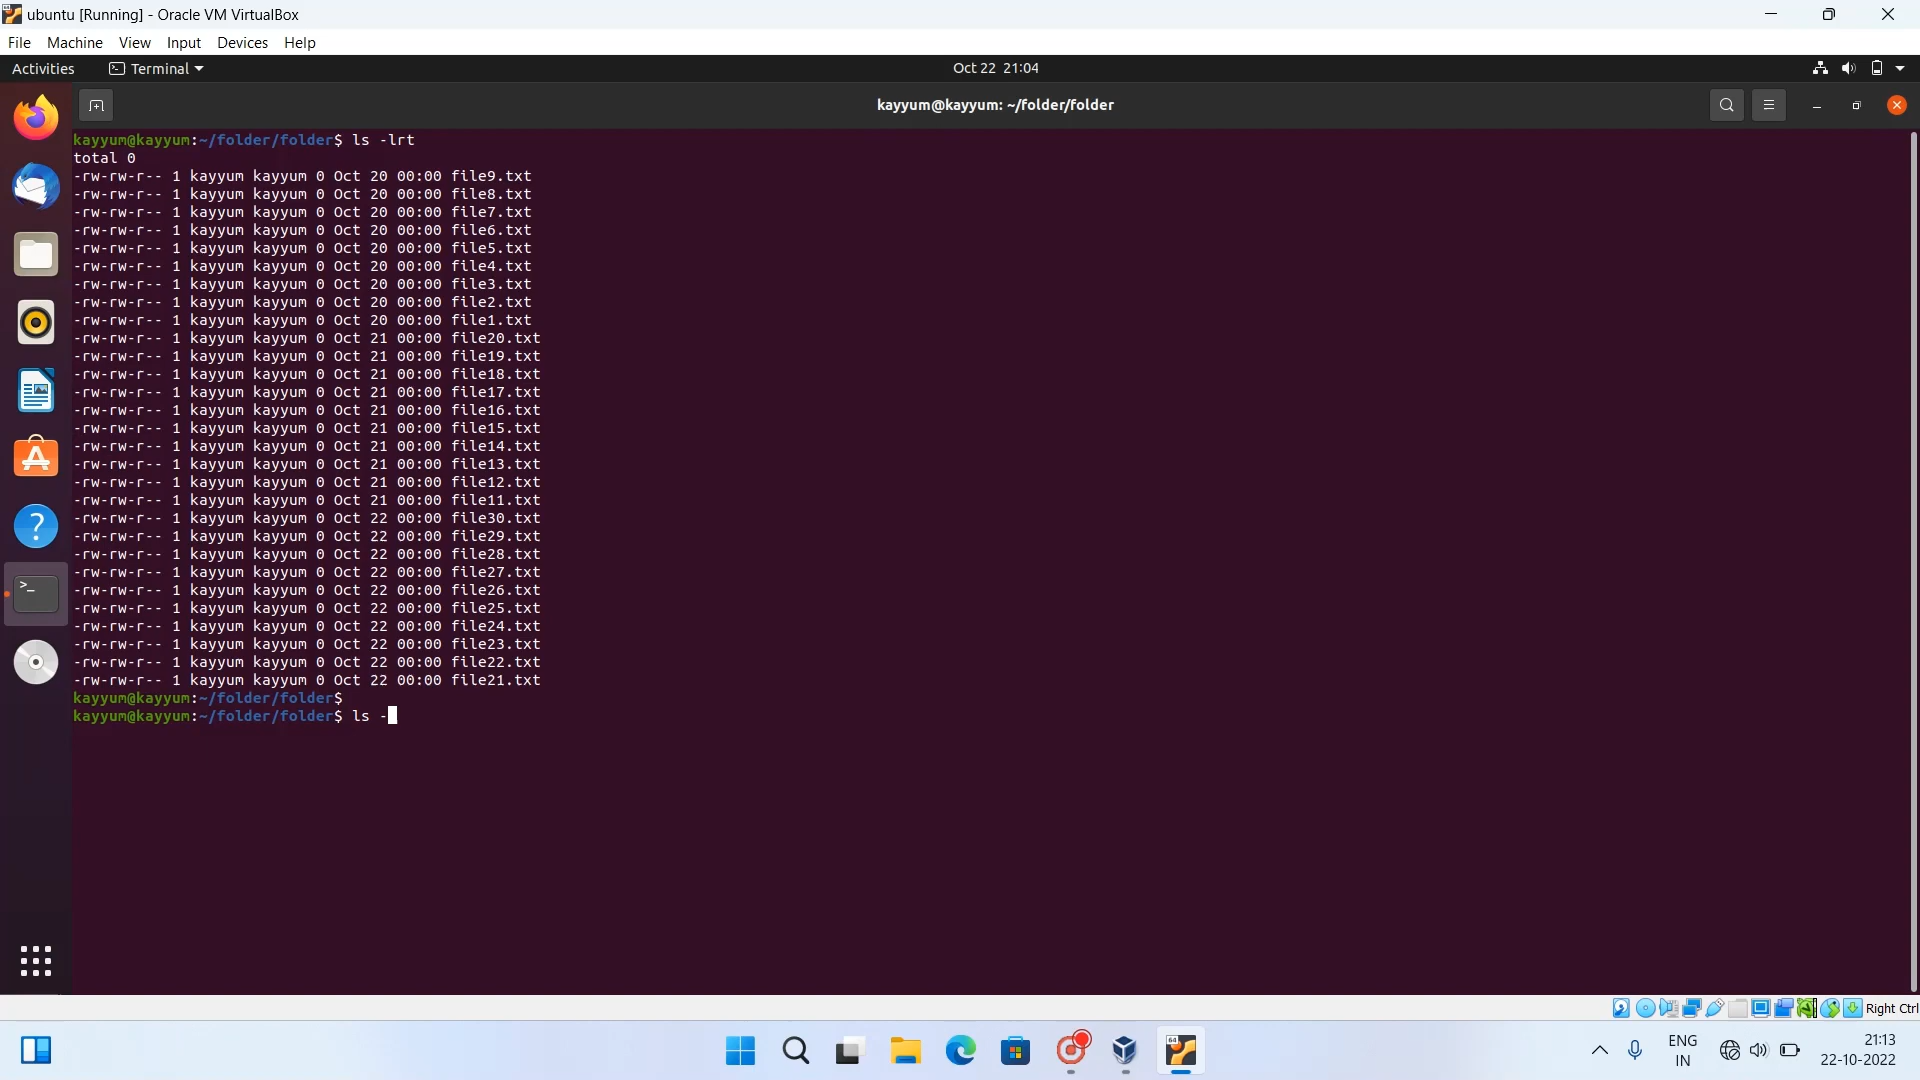 ubuntu [Running] - Oracle VM VirtualBox
File Machine View Input Devices Help
Activities Terminal Oct 22 21:04
kayyum@kayyum: ~/folder/folder
kayyum@kayyum:~/folder/folder$ ls -lrt
total 0
-rw-rw-r-- 1 kayyum kayyum 0 Oct 20 00:00 file9.txt
-rw-rw-r-- 1 kayyum kayyum 0 Oct 20 00:00 file8.txt
-rw-rw-r-- 1 kayyum kayyum 0 Oct 20 00:00 file7.txt
-rw-rw-r-- 1 kayyum kayyum 0 Oct 20 00:00 file6.txt
-rw-rw-r-- 1 kayyum kayyum 0 Oct 20 00:00 file5.txt
-rw-rw-r-- 1 kayyum kayyum 0 Oct 20 00:00 file4.txt
-rw-rw-r-- 1 kayyum kayyum 0 Oct 20 00:00 file3.txt
-rw-rw-r-- 1 kayyum kayyum 0 Oct 20 00:00 file2.txt
-rw-rw-r-- 1 kayyum kayyum 0 Oct 20 00:00 file1.txt
-rw-rw-r-- 1 kayyum kayyum 0 Oct 21 00:00 file20.txt
-rw-rw-r-- 1 kayyum kayyum 0 Oct 21 00:00 file19.txt
-rw-rw-r-- 1 kayyum kayyum 0 Oct 21 00:00 file18.txt
-rw-rw-r-- 1 kayyum kayyum 0 Oct 21 00:00 file17.txt
-rw-rw-r-- 1 kayyum kayyum 0 Oct 21 00:00 file16.txt
-rw-rw-r-- 1 kayyum kayyum 0 Oct 21 00:00 file15.txt
-rw-rw-r-- 1 kayyum kayyum 0 Oct 21 00:00 file14.txt
-rw-rw-r-- 1 kayyum kayyum 0 Oct 21 00:00 file13.txt
-rw-rw-r-- 1 kayyum kayyum 0 Oct 21 00:00 file12.txt
-rw-rw-r-- 1 kayyum kayyum 0 Oct 21 00:00 file11.txt
-rw-rw-r-- 1 kayyum kayyum 0 Oct 22 00:00 file30.txt
-rw-rw-r-- 1 kayyum kayyum 0 Oct 22 00:00 file29.txt
-rw-rw-r-- 1 kayyum kayyum 0 Oct 22 00:00 file28.txt
-rw-rw-r-- 1 kayyum kayyum 0 Oct 22 00:00 file27.txt
-rw-rw-r-- 1 kayyum kayyum 0 Oct 22 00:00 file26.txt
-rw-rw-r-- 1 kayyum kayyum 0 Oct 22 00:00 file25.txt
-rw-rw-r-- 1 kayyum kayyum 0 Oct 22 00:00 file24.txt
-rw-rw-r-- 1 kayyum kayyum 0 Oct 22 00:00 file23.txt
-rw-rw-r-- 1 kayyum kayyum 0 Oct 22 00:00 file22.txt
-rw-rw-r-- 1 kayyum kayyum 0 Oct 22 00:00 file21.txt
kayyum@kayyum:~/folder/folder$
kayyum@kayyum:~/folder/folder$ ls -
Right Ctrl
ENG
IN
21:13
22-10-2022